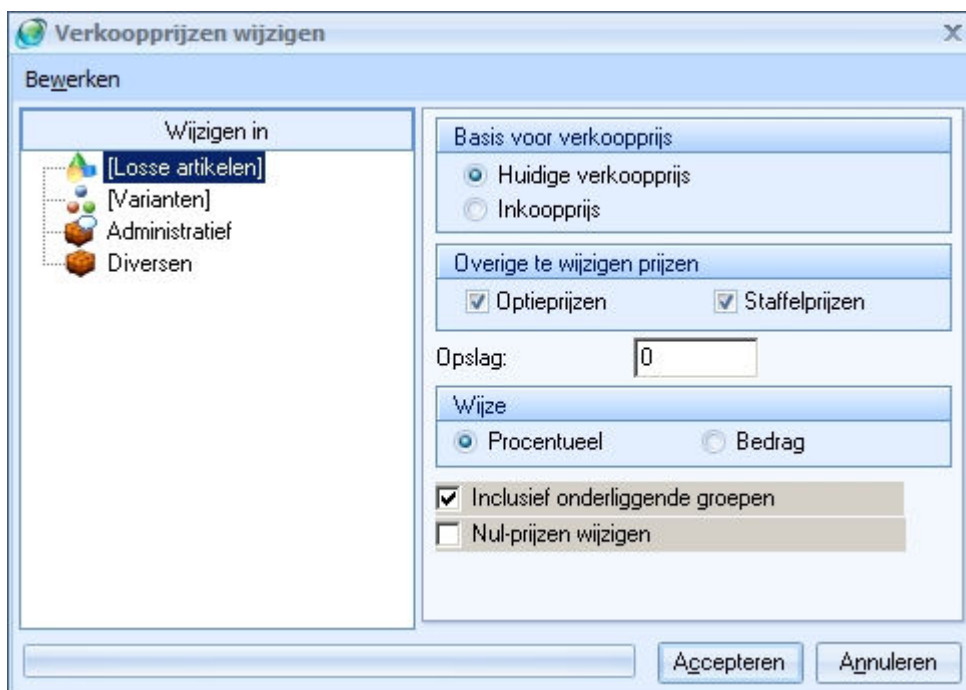 Verkoopprijzen wijzigen
Bewerken
Wijzigen in
[Losse artikelen]
[Varianten]
Administratief
Diversen
Basis voor verkoopprijs
Huidige verkoopprijs
Inkoopprijs
Overige te wijzigen prijzen
Optieprijzen Staffelprijzen
Opslag: 0
Wijze
Procentueel Bedrag
Inclusief onderliggende groepen
Nul-prijzen wijzigen
Accepteren Annuleren